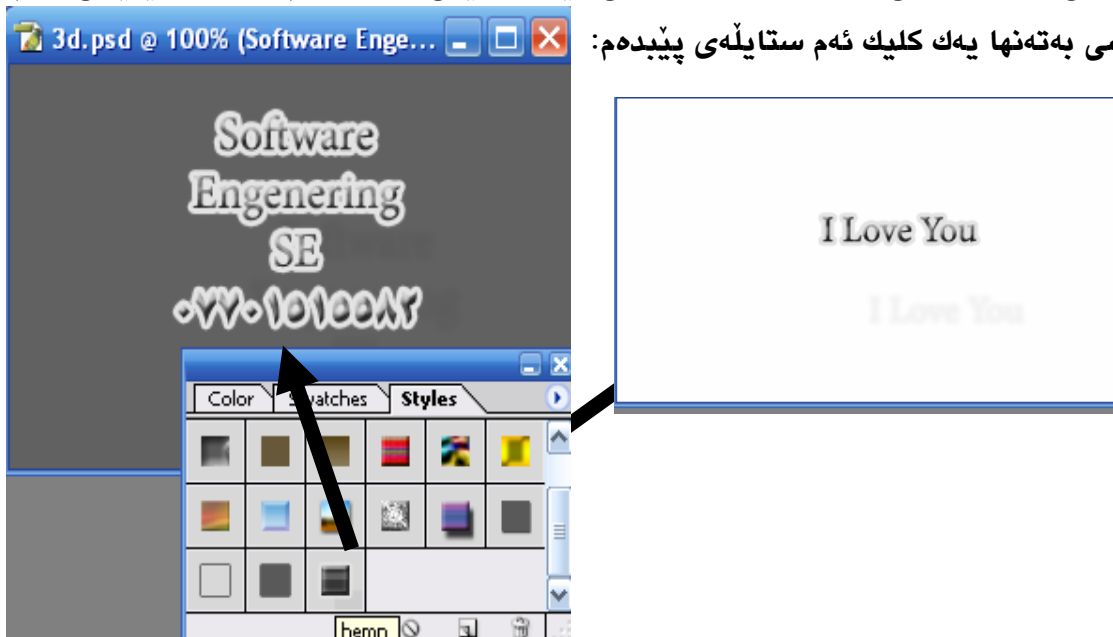 3d.psd @ 100% (Software Enge...
بەتەنها یەك كلیك ئەم ستایڵەی پێبدەم:
Software
Engenering
SE
٠٧٧٠١٥١٥٥٨٢
I Love You
I Love You
Color
Swatches
Styles
hemn